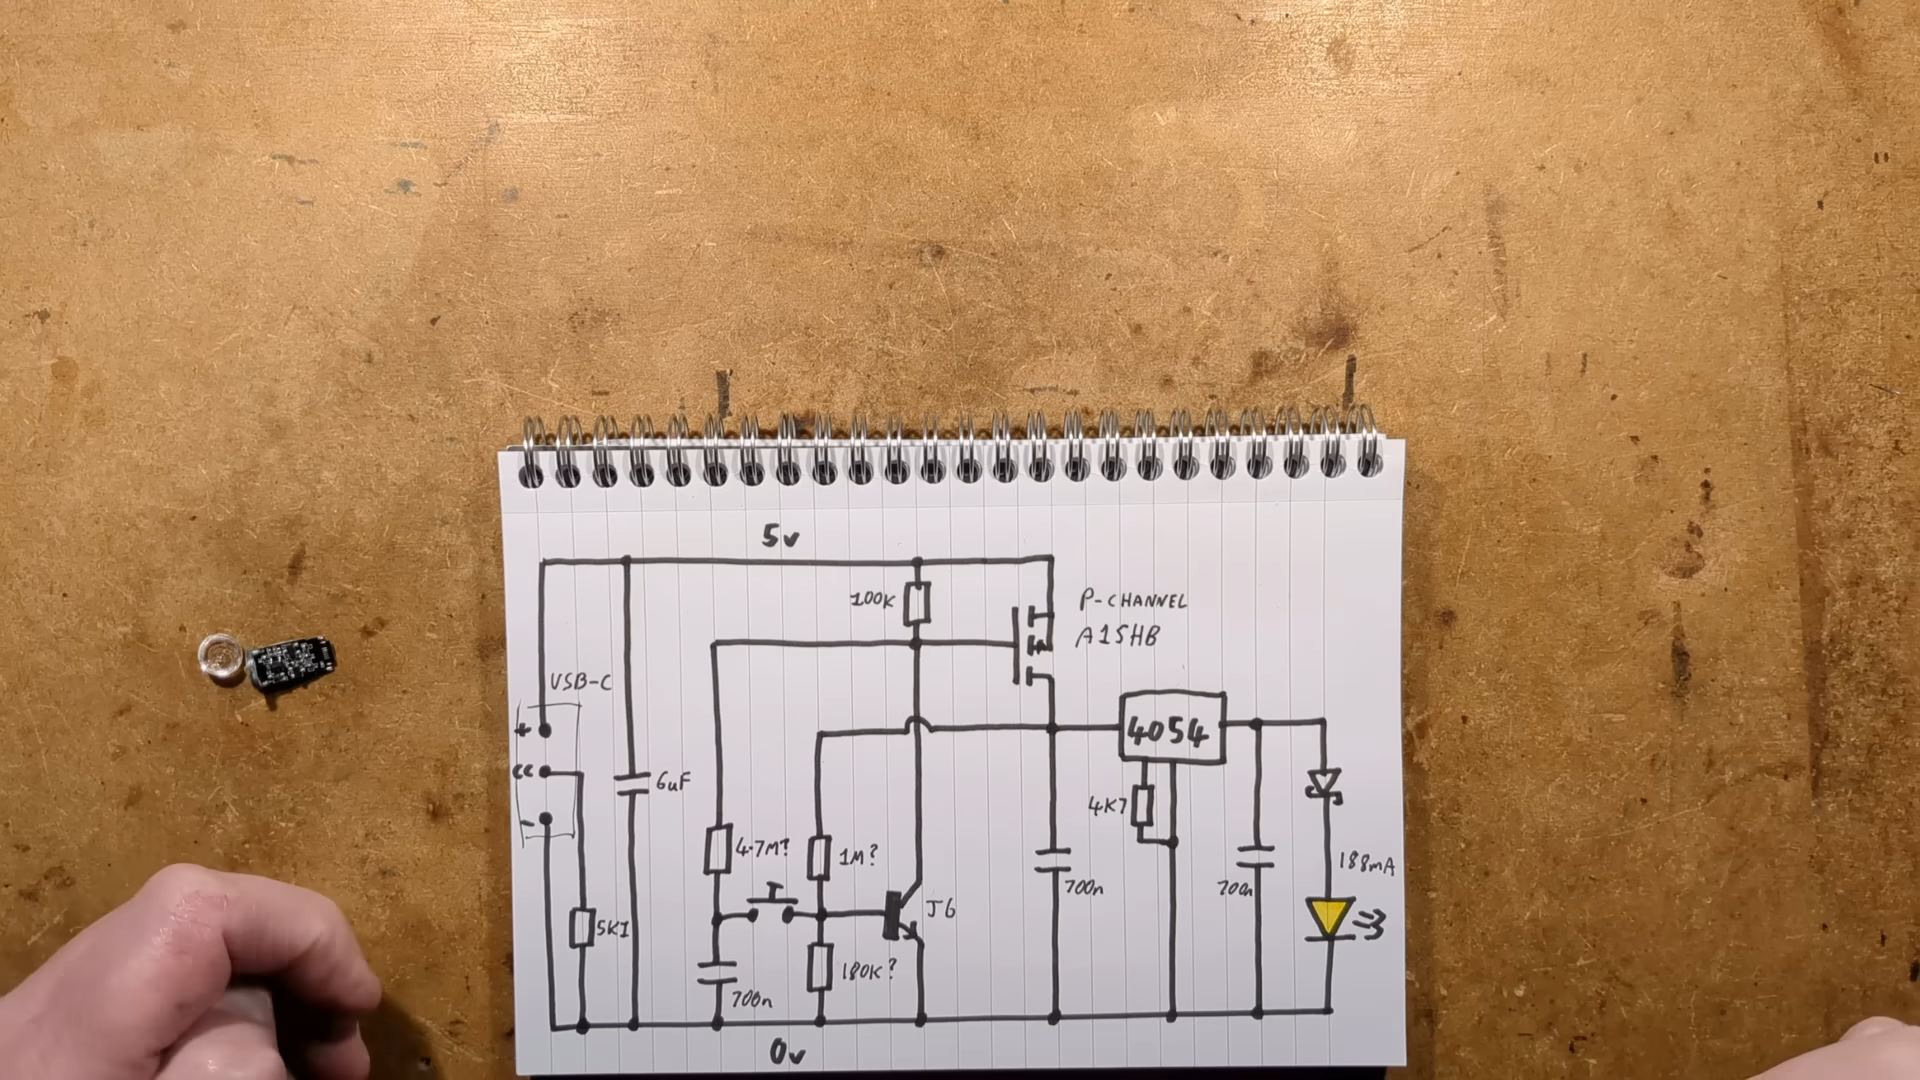 5v
100K
P-CHANNEL
A1SHB
USB-C
+
4054
CC
6uF
4K7
-
4.7M?
1M?
188mA
700n
700n
J6
5K1
180K?
700n
0v